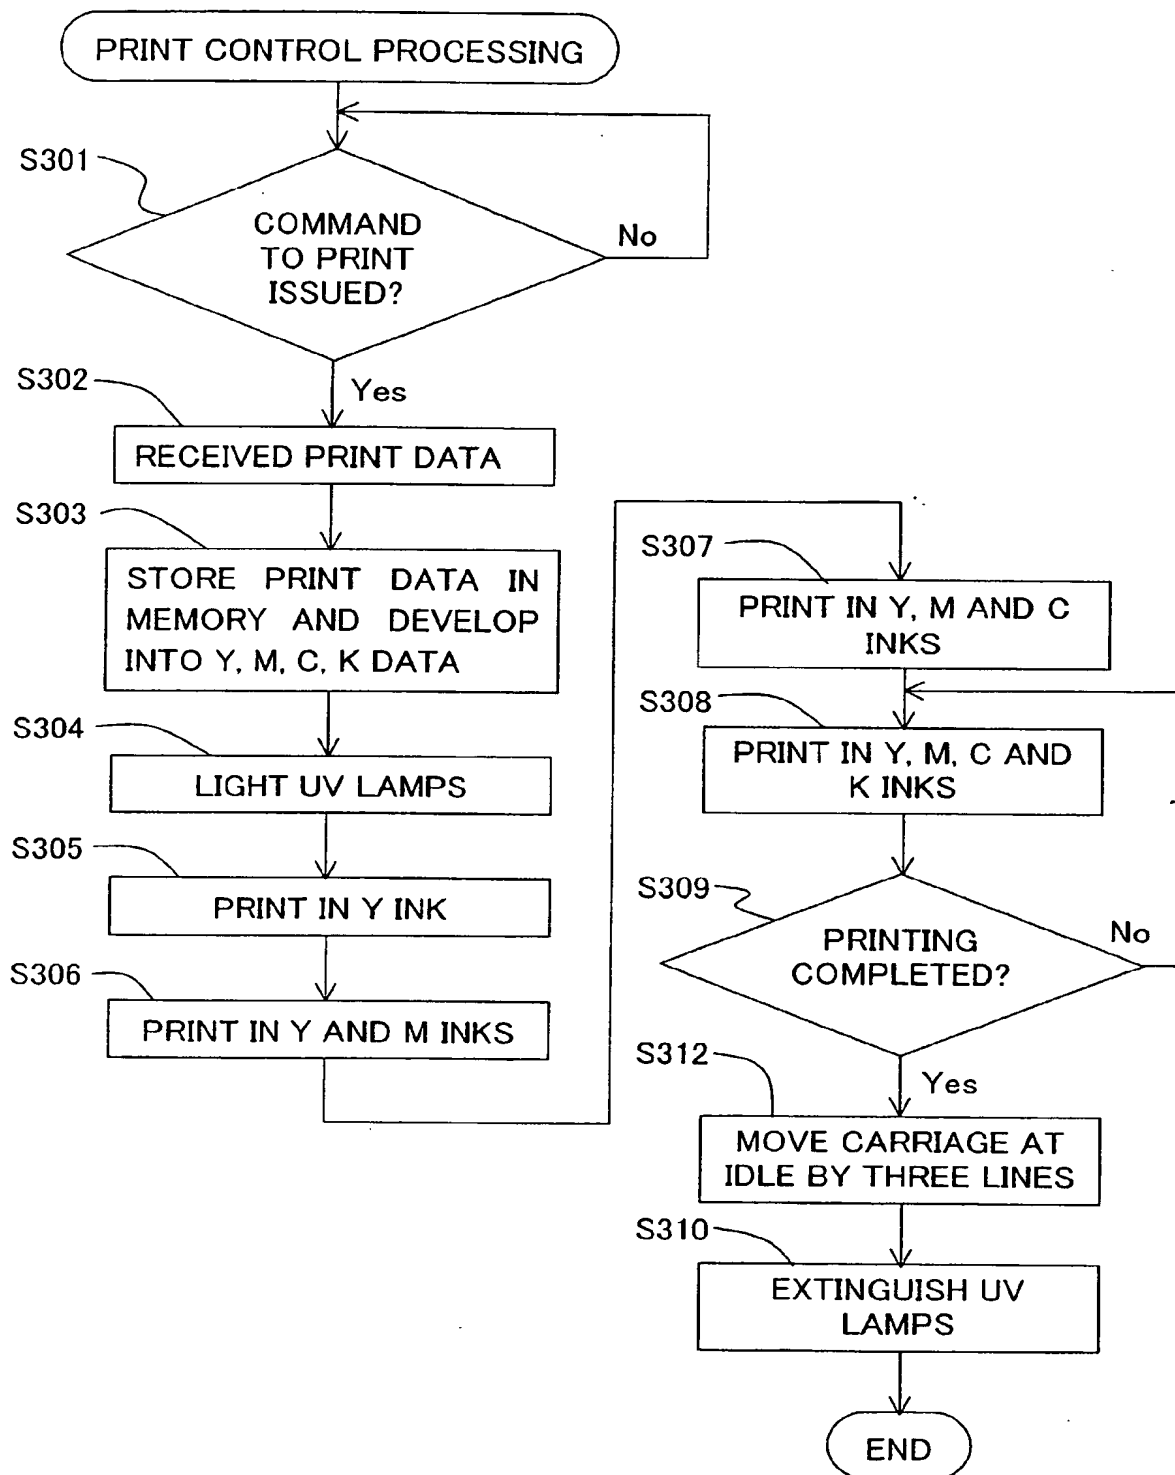 PRINT CONTROL PROCESSING
S301
COMMAND
TO PRINT
ISSUED?
No
S302
Yes
RECEIVED PRINT DATA
S303
STORE PRINT DATA IN
MEMORY AND DEVELOP
INTO Y, M, C, K DATA
S304
LIGHT UV LAMPS
S305
PRINT IN Y INK
S306
PRINT IN Y AND M INKS
S307
PRINT IN Y, M AND C
INKS
S308
PRINT IN Y, M, C AND
K INKS
S309
PRINTING
COMPLETED?
No
S312
Yes
MOVE CARRIAGE AT
IDLE BY THREE LINES
S310
EXTINGUISH UV
LAMPS
END